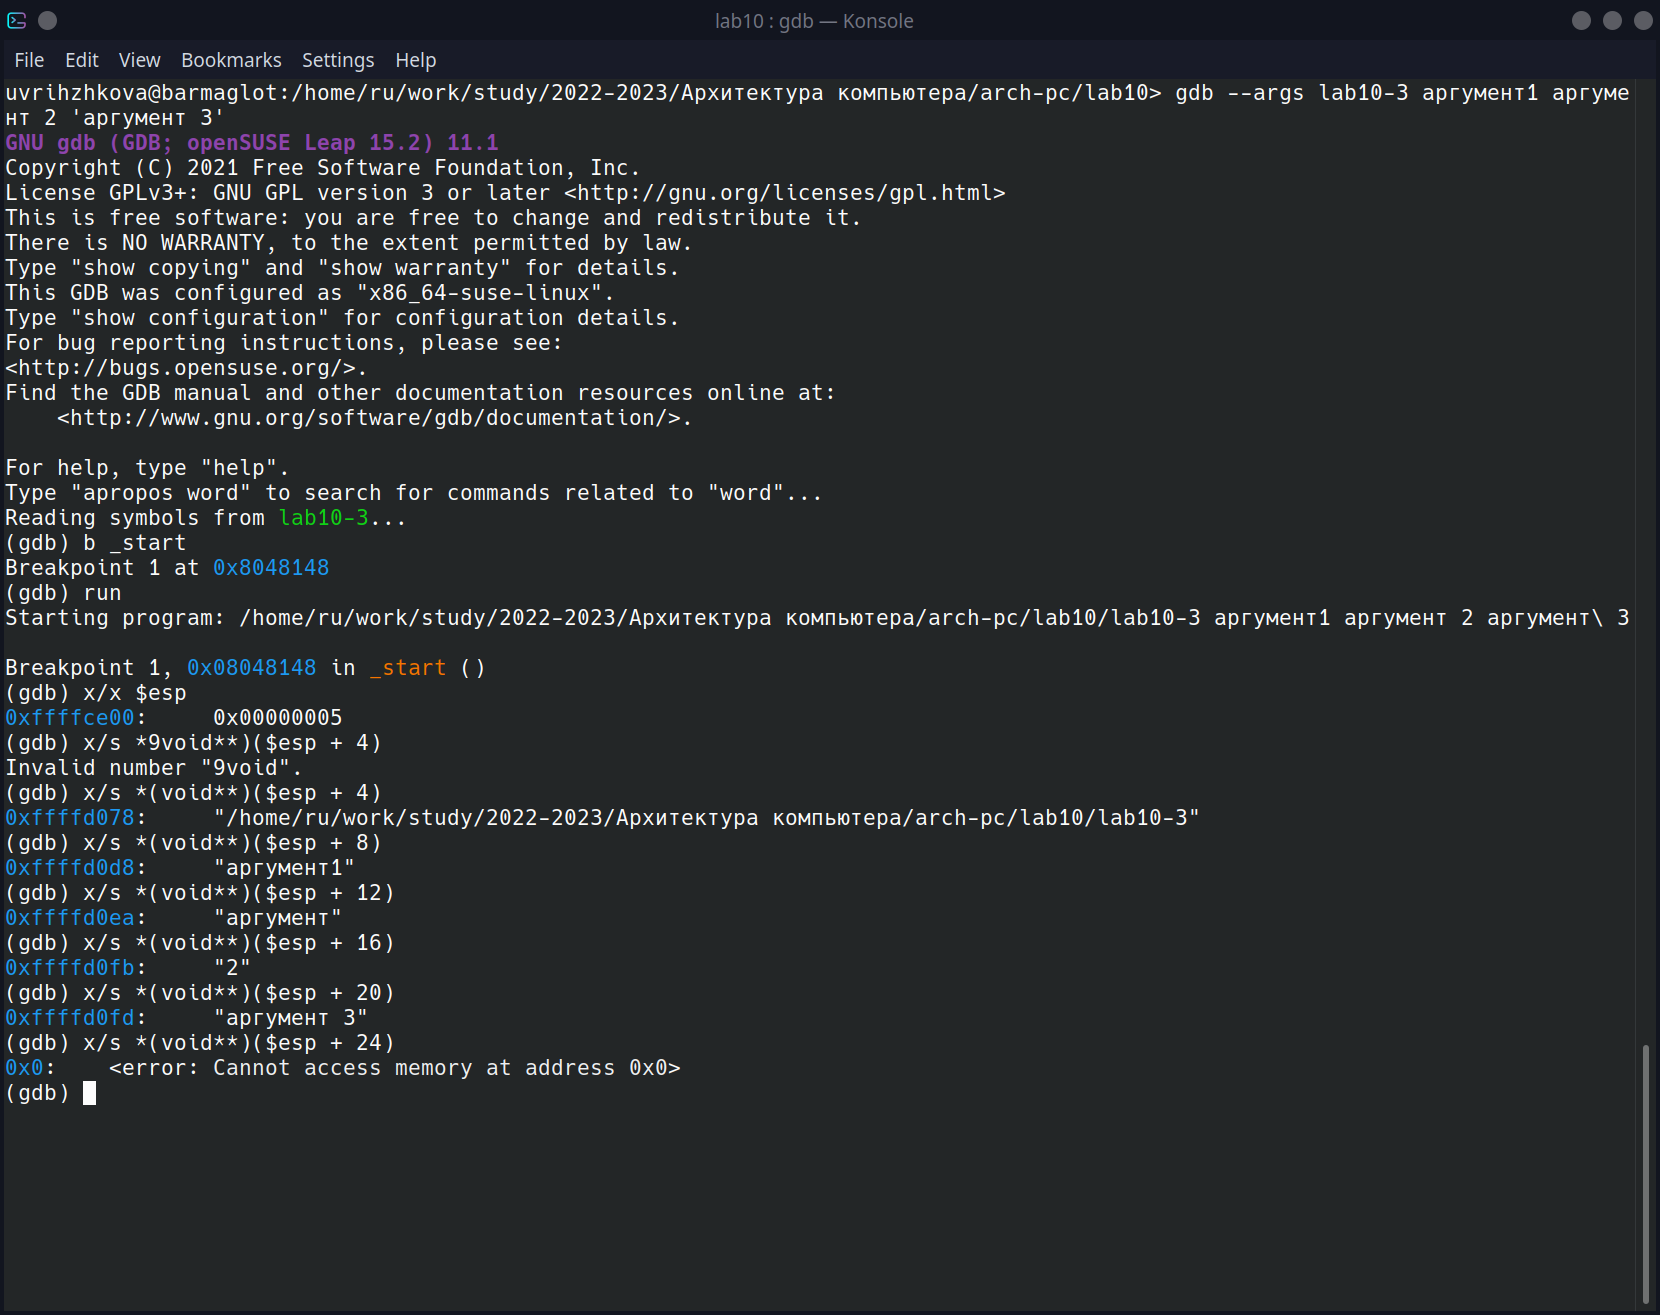 lab10 : gdb — Konsole
File Edit View Bookmarks Settings Help
uvrihzhkova@barmaglot:/home/ru/work/study/2022-2023/Архитектура компьютера/arch-pc/lab10> gdb --args lab10-3 аргумент1 аргуме
нт 2 'аргумент 3'
GNU gdb (GDB; openSUSE Leap 15.2) 11.1
Copyright (C) 2021 Free Software Foundation, Inc.
License GPLv3+: GNU GPL version 3 or later <http://gnu.org/licenses/gpl.html>
This is free software: you are free to change and redistribute it.
There is NO WARRANTY, to the extent permitted by law.
Type "show copying" and "show warranty" for details.
This GDB was configured as "x86_64-suse-linux".
Type "show configuration" for configuration details.
For bug reporting instructions, please see:
<http://bugs.opensuse.org/>.
Find the GDB manual and other documentation resources online at:
    <http://www.gnu.org/software/gdb/documentation/>.

For help, type "help".
Type "apropos word" to search for commands related to "word"...
Reading symbols from lab10-3...
(gdb) b _start
Breakpoint 1 at 0x8048148
(gdb) run
Starting program: /home/ru/work/study/2022-2023/Архитектура компьютера/arch-pc/lab10/lab10-3 аргумент1 аргумент 2 аргумент\ 3

Breakpoint 1, 0x08048148 in _start ()
(gdb) x/x $esp
0xffffce00:     0x00000005
(gdb) x/s *9void**)($esp + 4)
Invalid number "9void".
(gdb) x/s *(void**)($esp + 4)
0xffffd078:     "/home/ru/work/study/2022-2023/Архитектура компьютера/arch-pc/lab10/lab10-3"
(gdb) x/s *(void**)($esp + 8)
0xffffd0d8:     "аргумент1"
(gdb) x/s *(void**)($esp + 12)
0xffffd0ea:     "аргумент"
(gdb) x/s *(void**)($esp + 16)
0xffffd0fb:     "2"
(gdb) x/s *(void**)($esp + 20)
0xffffd0fd:     "аргумент 3"
(gdb) x/s *(void**)($esp + 24)
0x0:    <error: Cannot access memory at address 0x0>
(gdb)